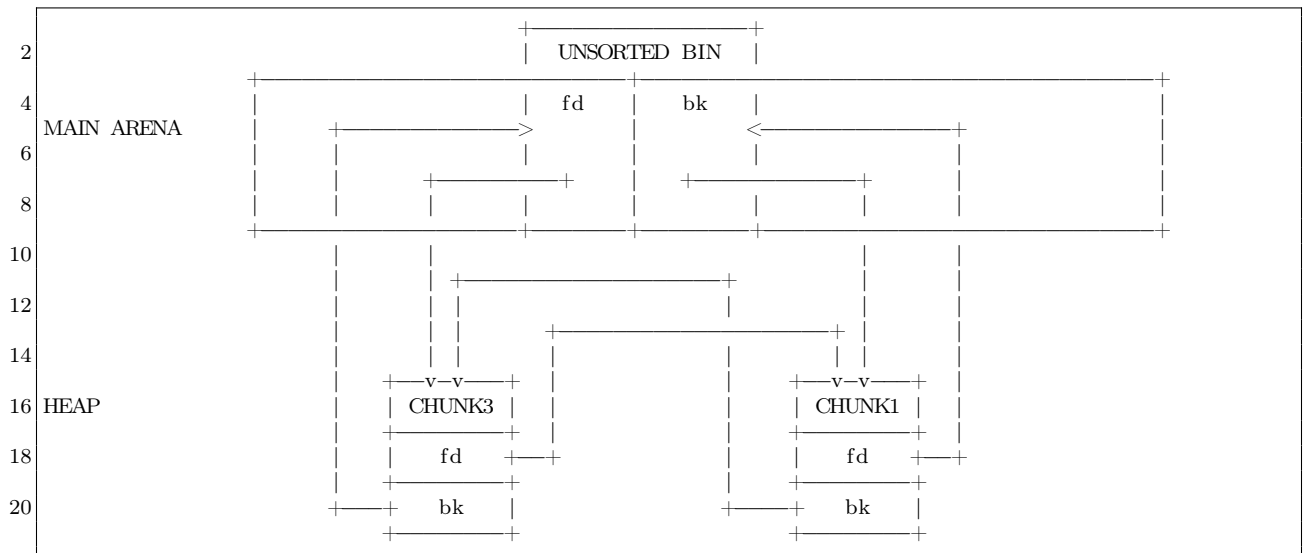 2 UNSORTED BIN
4 fd bk
MAIN ARENA
6
8
10
12
14
v v v v
16 HEAP CHUNK3 CHUNK1
18 fd fd
20 bk bk